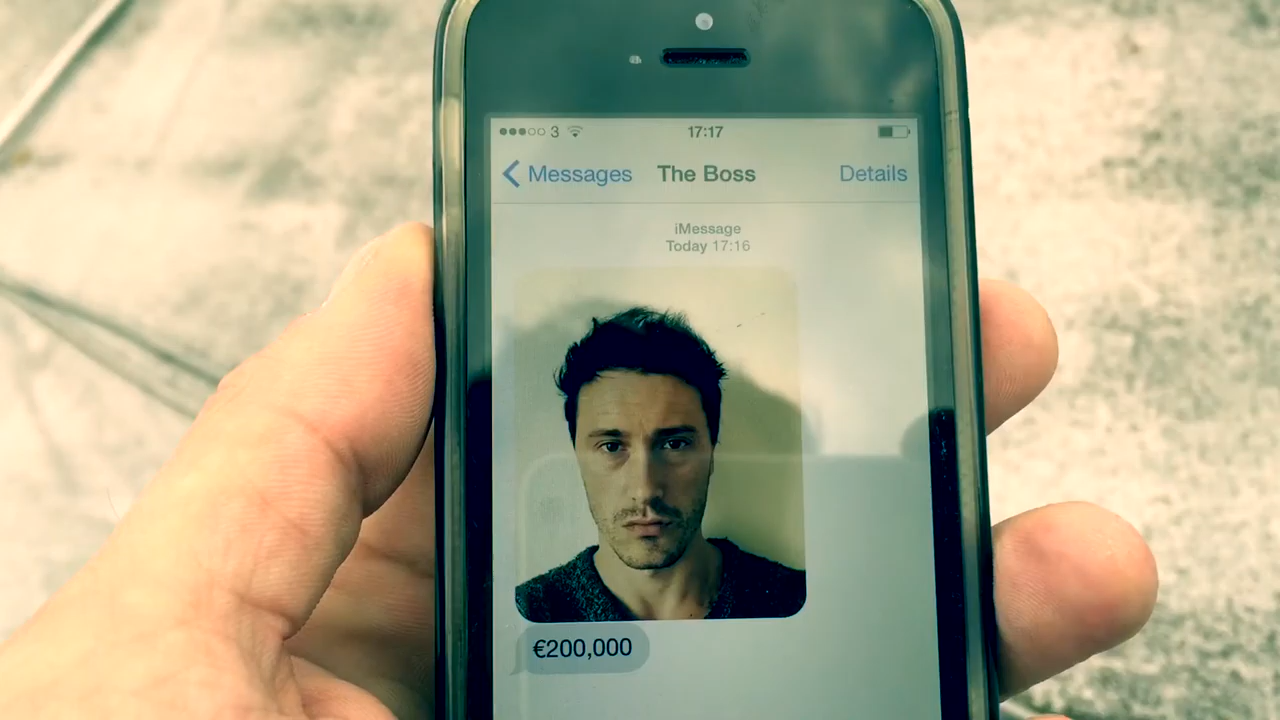 3 17:17
Messages The Boss Details
iMessage
Today 17:16
€200,000